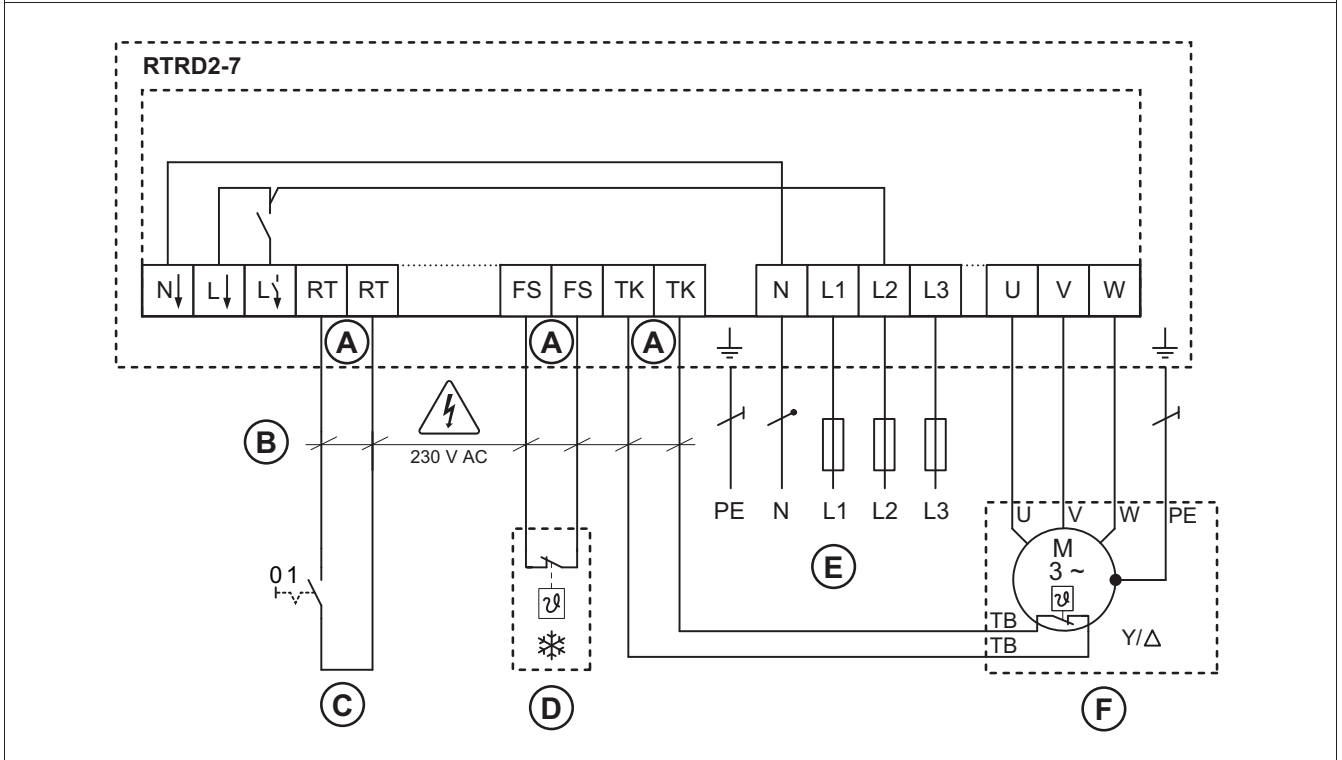 RTRD2-7
N L L RT RT FS FS TK TK N L1 L2 L3 U V W
A A A
B
230 V AC
PE N L1 L2 L3
U V W PE
M
3 ~
ϑ
0 1
ϑ
E
TB
TB
Y/△
C D F